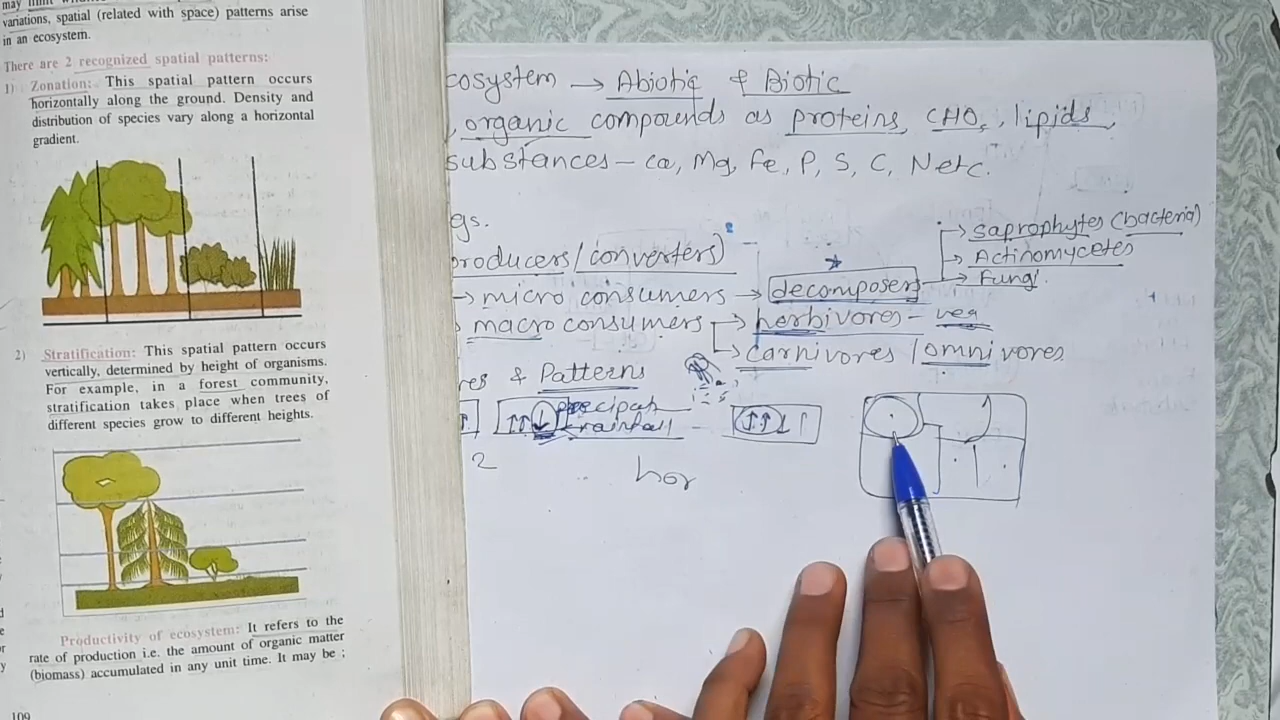 variations, spatial (related with space) patterns arise
in an ecosystem.
There are 2 recognized spatial patterns:
1) Zonation: This spatial pattern occurs
horizontally along the ground. Density and
distribution of species vary along a horizontal
gradient.
2) Stratification: This spatial pattern occurs
vertically, determined by height of organisms.
For example, in a forest community,
stratification takes place when trees of
different species grow to different heights.
Productivity of ecosystem: It refers to the
rate of production i.e. the amount of organic matter
(biomass) accumulated in any unit time. It may be ;
109
cosystem → Abiotic & Biotic
organic compounds as proteins, CHO, lipids
substances - ca, Mg, Fe, P, S, C, N etc.
gs.
producers/converters)
→ micro consumers → decomposers → saprophytes (bacteria)
→ Actinomycetes
→ Fungi
macro consumers → herbivores - veg
→ carnivores / omnivores
res & Patterns
↑↑↓
rainfall
↑↑↓↑
2
hor